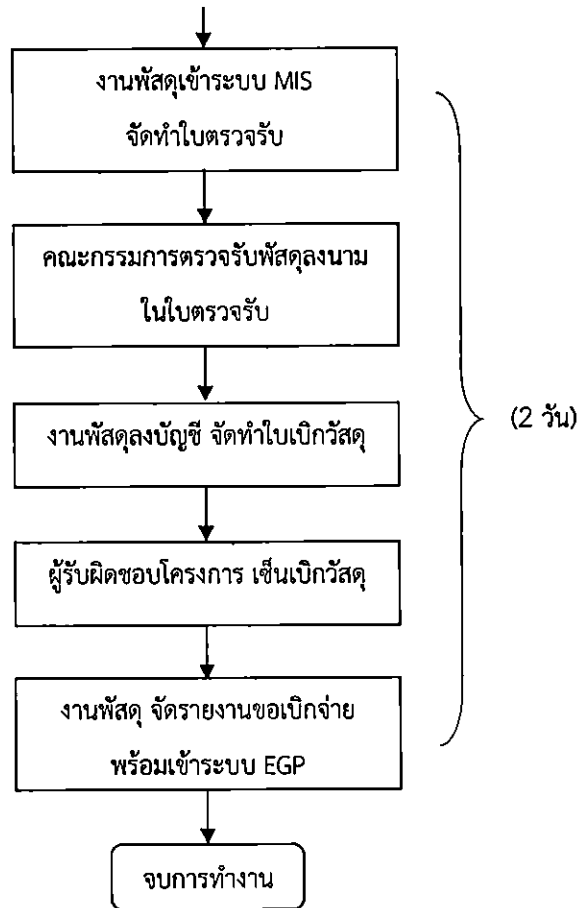 งานพัสดุเข้าระบบ MIS
จัดทำใบตรวจรับ
คณะกรรมการตรวจรับพัสดุลงนาม
ในใบตรวจรับ
งานพัสดุลงบัญชี จัดทำใบเบิกวัสดุ
(2 วัน)
ผู้รับผิดชอบโครงการ เซ็นเบิกวัสดุ
งานพัสดุ จัดรายงานขอเบิกจ่าย
พร้อมเข้าระบบ EGP
จบการทำงาน